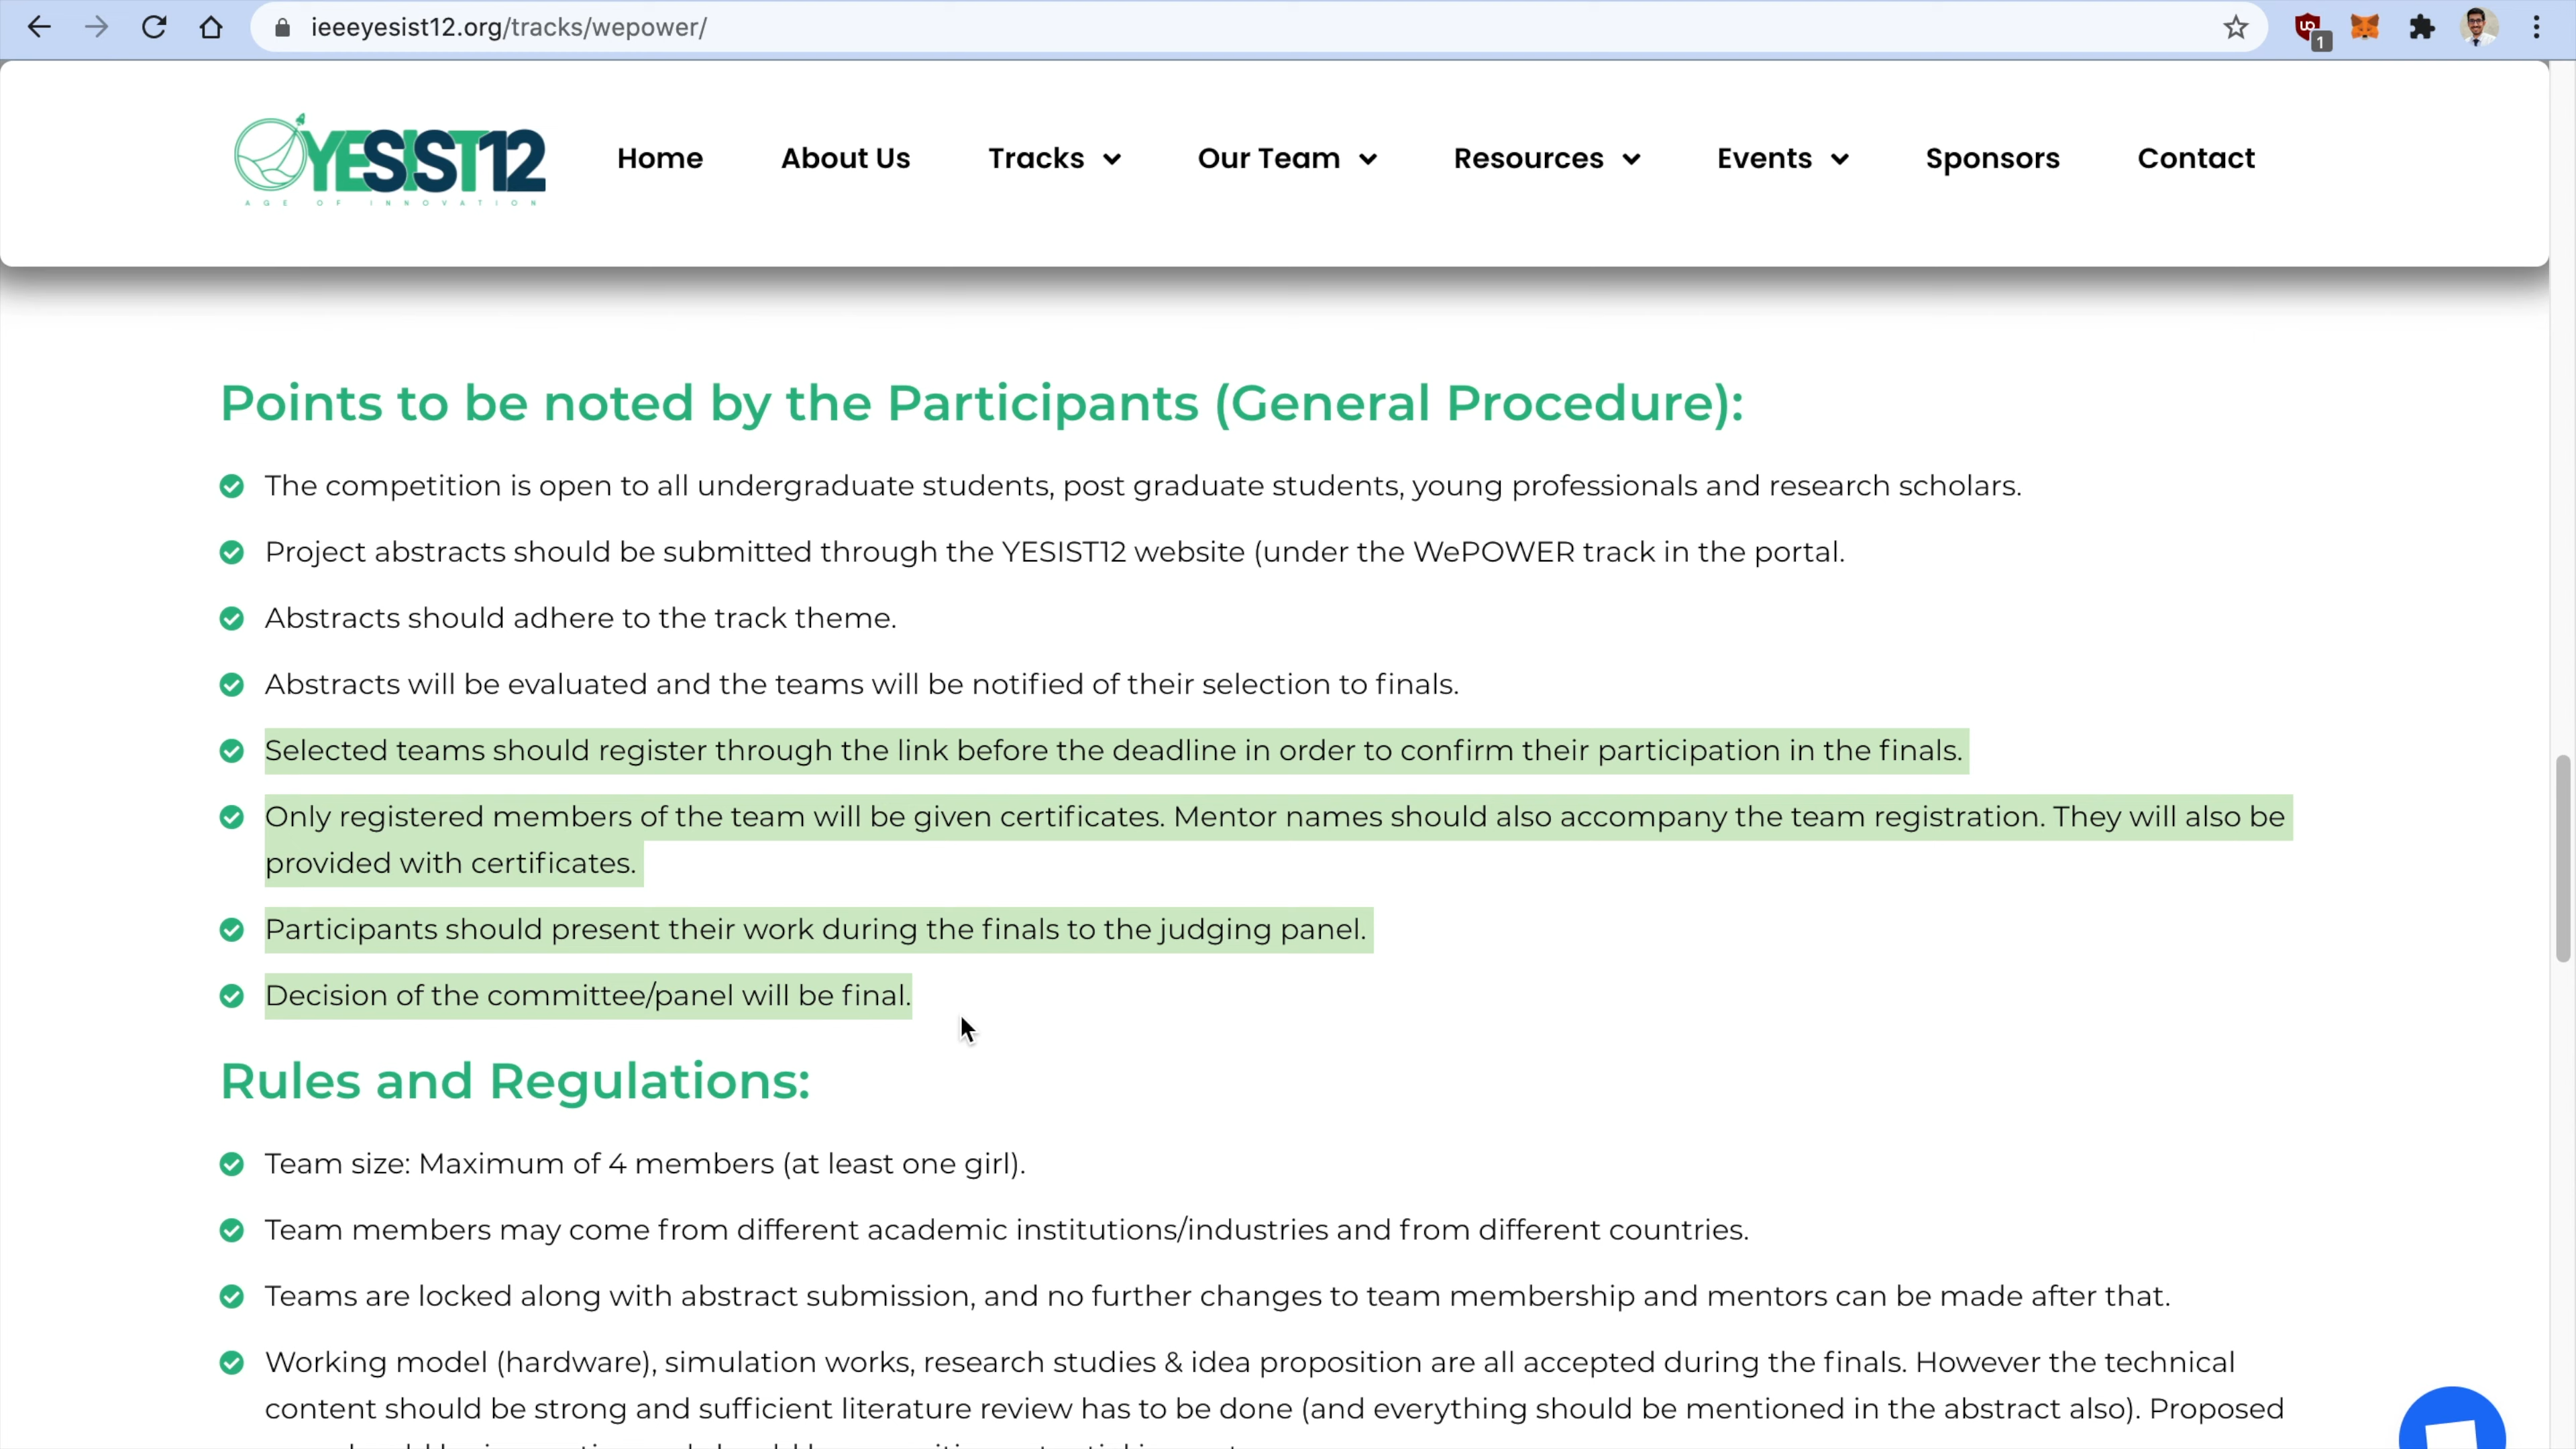 ieeeyesist12.org/tracks/wepower/
1
YESIST12
AGE OF INNOVATION
Home
About Us
Tracks
Our Team
Resources
Events
Sponsors
Contact
Points to be noted by the Participants (General Procedure):
The competition is open to all undergraduate students, post graduate students, young professionals and research scholars.
Project abstracts should be submitted through the YESIST12 website (under the WePOWER track in the portal.
Abstracts should adhere to the track theme.
Abstracts will be evaluated and the teams will be notified of their selection to finals.
Selected teams should register through the link before the deadline in order to confirm their participation in the finals.
Only registered members of the team will be given certificates. Mentor names should also accompany the team registration. They will also be
provided with certificates.
Participants should present their work during the finals to the judging panel.
Decision of the committee/panel will be final.
Rules and Regulations:
Team size: Maximum of 4 members (at least one girl).
Team members may come from different academic institutions/industries and from different countries.
Teams are locked along with abstract submission, and no further changes to team membership and mentors can be made after that.
Working model (hardware), simulation works, research studies & idea proposition are all accepted during the finals. However the technical
content should be strong and sufficient literature review has to be done (and everything should be mentioned in the abstract also). Proposed